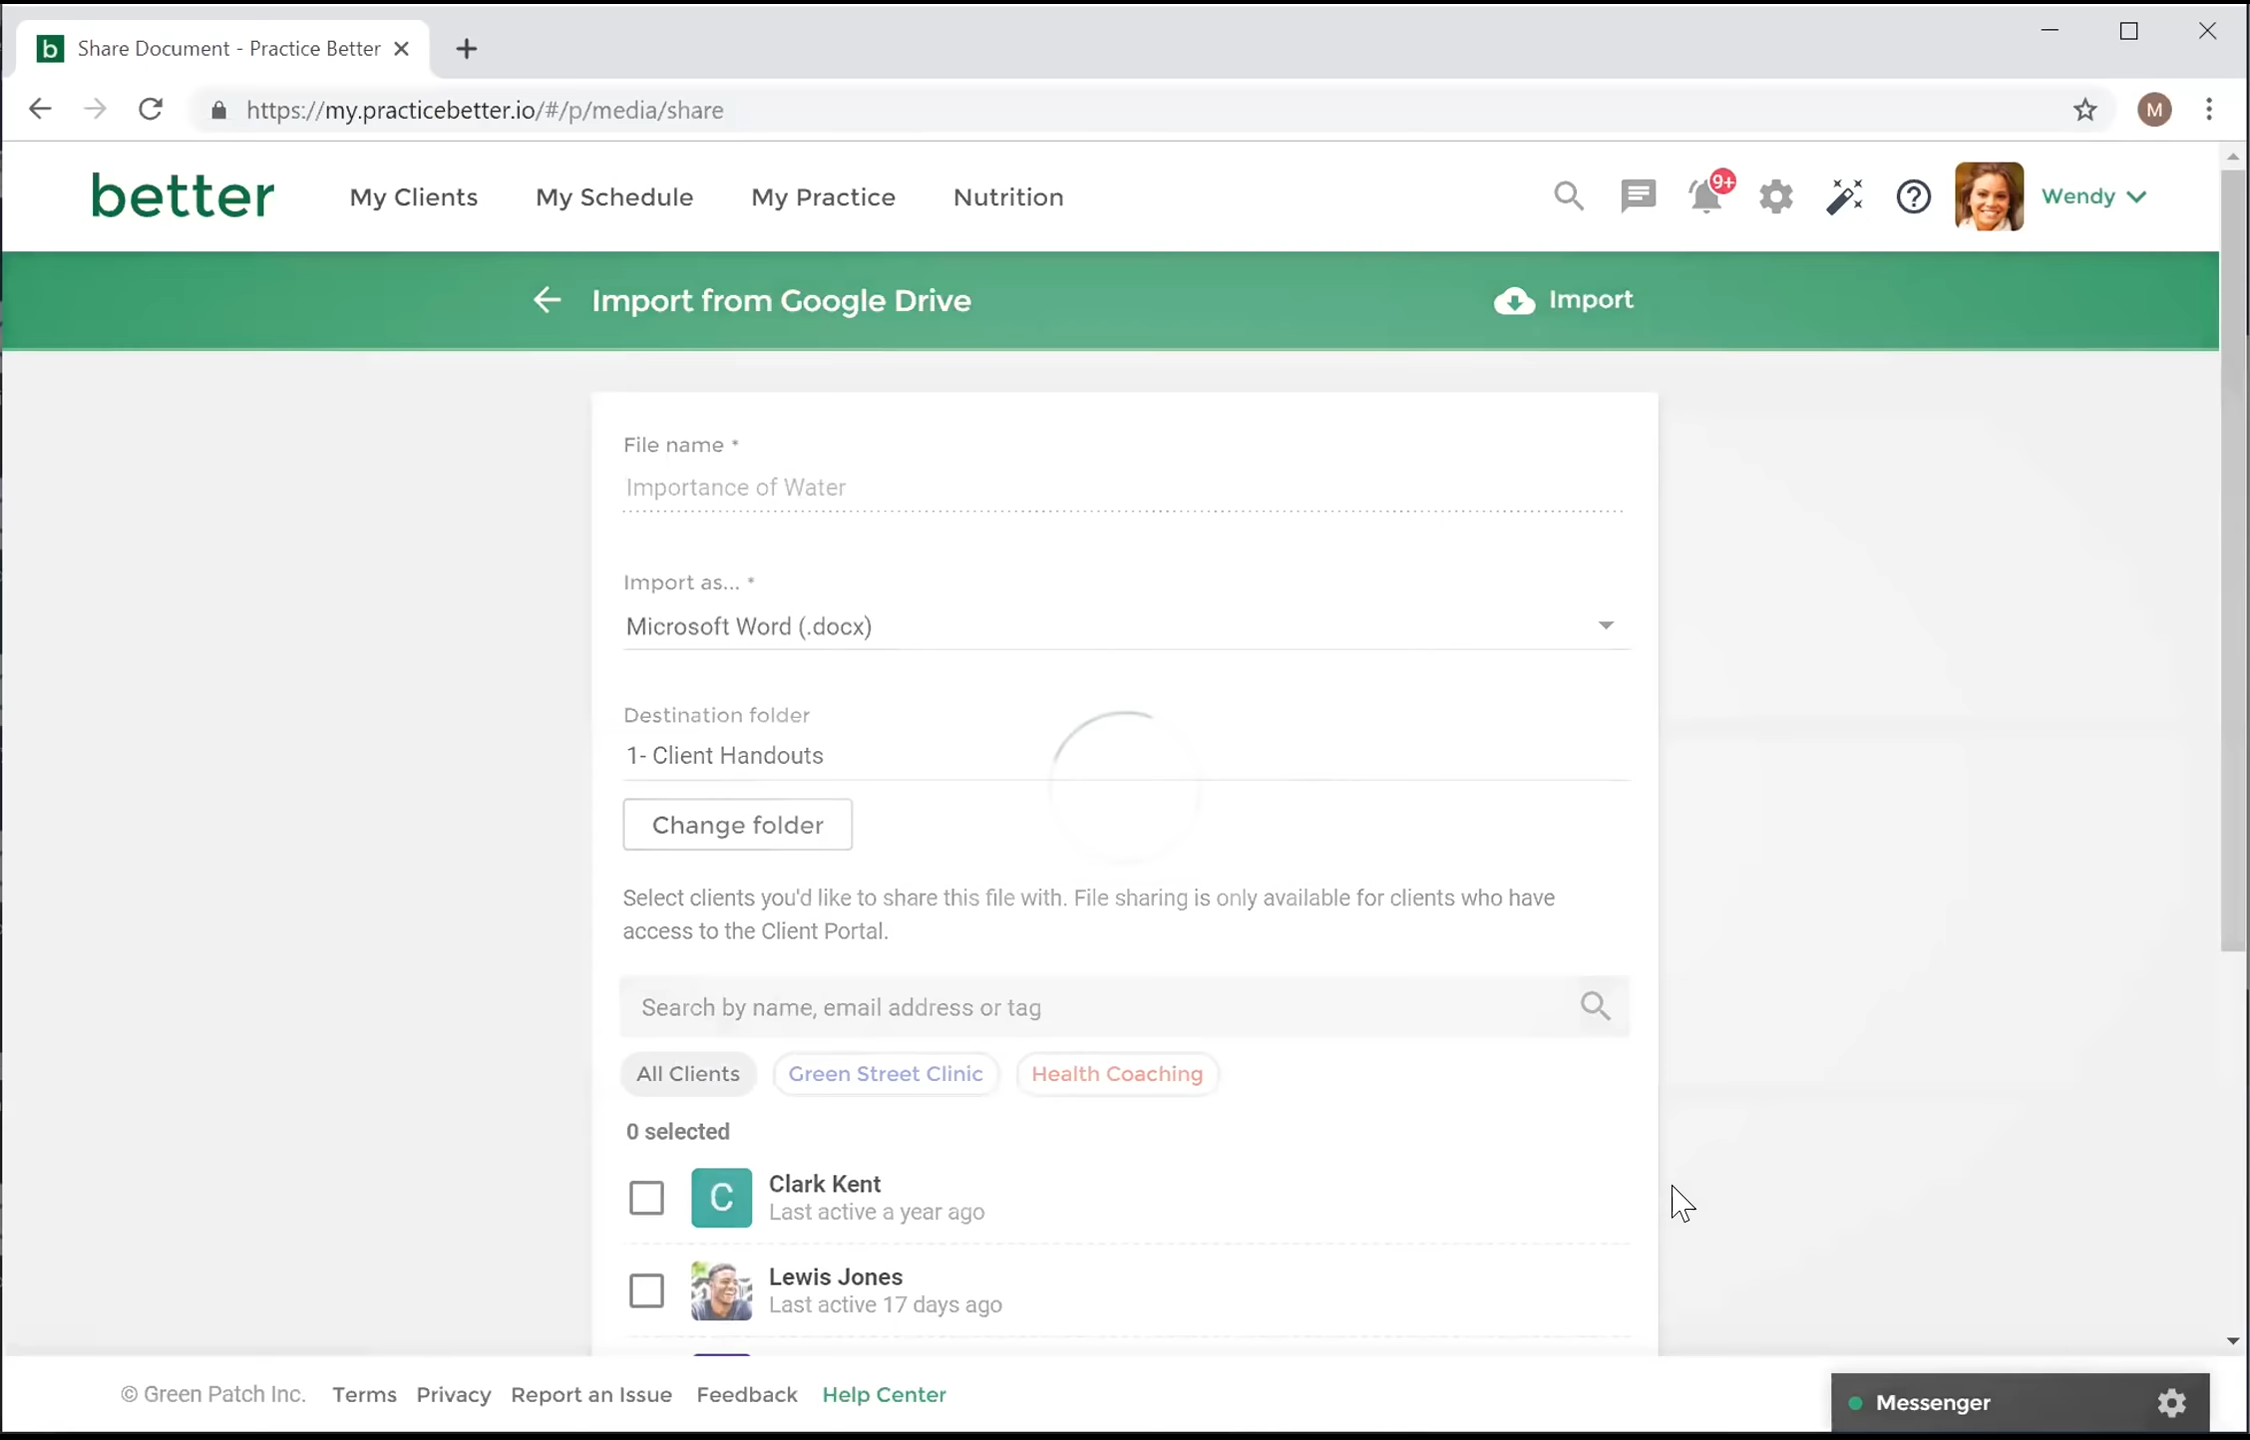 b Share Document - Practice Better
https://my.practicebetter.io/#/p/media/share
M
better My Clients My Schedule My Practice Nutrition 9+ Wendy
Import from Google Drive Import
File name *
Importance of Water
Import as... *
Microsoft Word (.docx)
Destination folder
1- Client Handouts
Change folder
Select clients you'd like to share this file with. File sharing is only available for clients who have
access to the Client Portal.
Search by name, email address or tag
All Clients Green Street Clinic Health Coaching
0 selected
C Clark Kent
Last active a year ago
Lewis Jones
Last active 17 days ago
© Green Patch Inc. Terms Privacy Report an Issue Feedback Help Center
Messenger